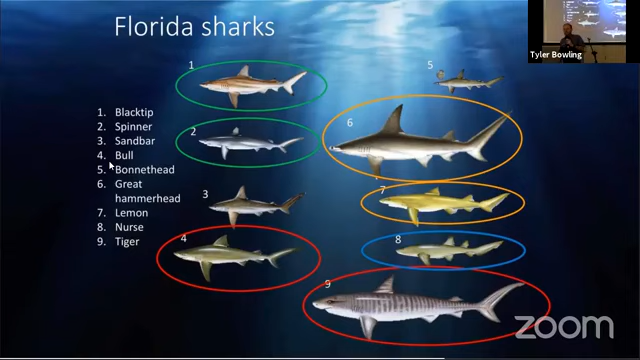 Florida sharks
1. Blacktip
2. Spinner
3. Sandbar
4. Bull
5. Bonnethead
6. Great
hammerhead
7. Lemon
8. Nurse
9. Tiger
1
2
3
4
5
6
7
8
9
Tyler Bowling
zoom